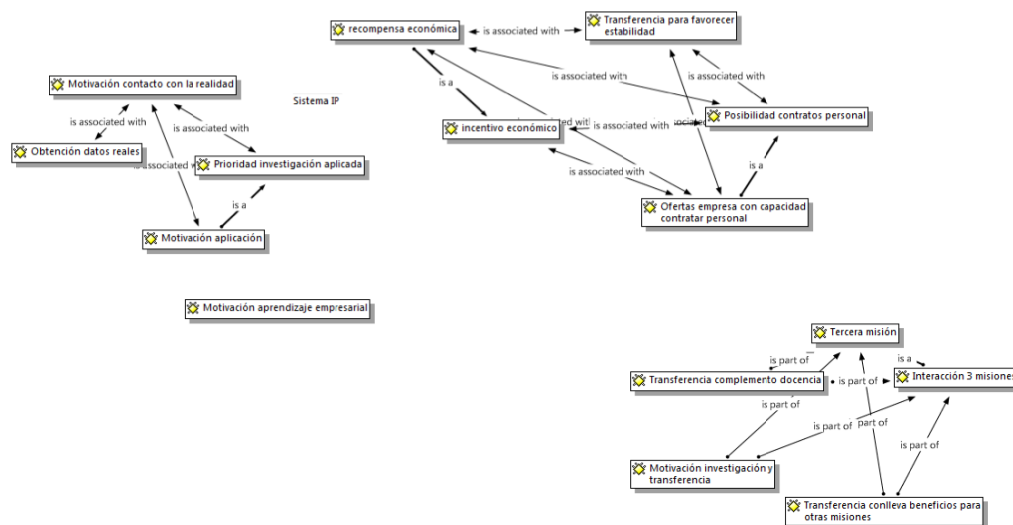 Transferencia para favorecer
estabilidad
recompensa económica
is associated with
is a
is associated with
is associated with
Motivación contacto con la realidad
Sistema IP
Posibilidad contratos personal
is associated with
is associated with
incentivo económico
is associated with
Obtención datos reales
Prioridad investigación aplicada
is associated with
is a
Ofertas empresa con capacidad
contratar personal
is a
Motivación aplicación
Motivación aprendizaje empresarial
Tercera misión
is part of
is a
Transferencia complemento docencia
is part of
Interacción 3 misiones
is part of
is part of
part of
is part of
Motivación investigación y
transferencia
Transferencia conlleva beneficios para
otras misiones